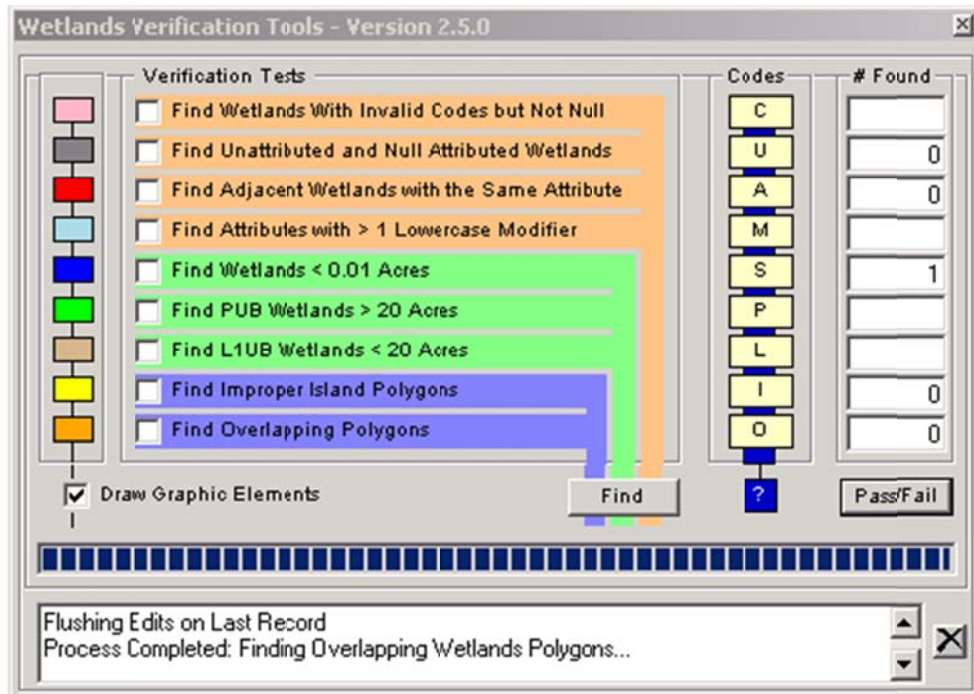 Wetlands Verification Tools - Version 2.5.0
Verification Tests Codes # Found
Find Wetlands With Invalid Codes but Not Null C
Find Unattributed and Null Attributed Wetlands U 0
Find Adjacent Wetlands with the Same Attribute A 0
Find Attributes with > 1 Lowercase Modifier M
Find Wetlands < 0.01 Acres S 1
Find PUB Wetlands > 20 Acres P
Find L1UB Wetlands < 20 Acres L
Find Improper Island Polygons I 0
Find Overlapping Polygons O 0
Draw Graphic Elements Find ? Pass/Fail
Flushing Edits on Last Record
Process Completed: Finding Overlapping Wetlands Polygons...